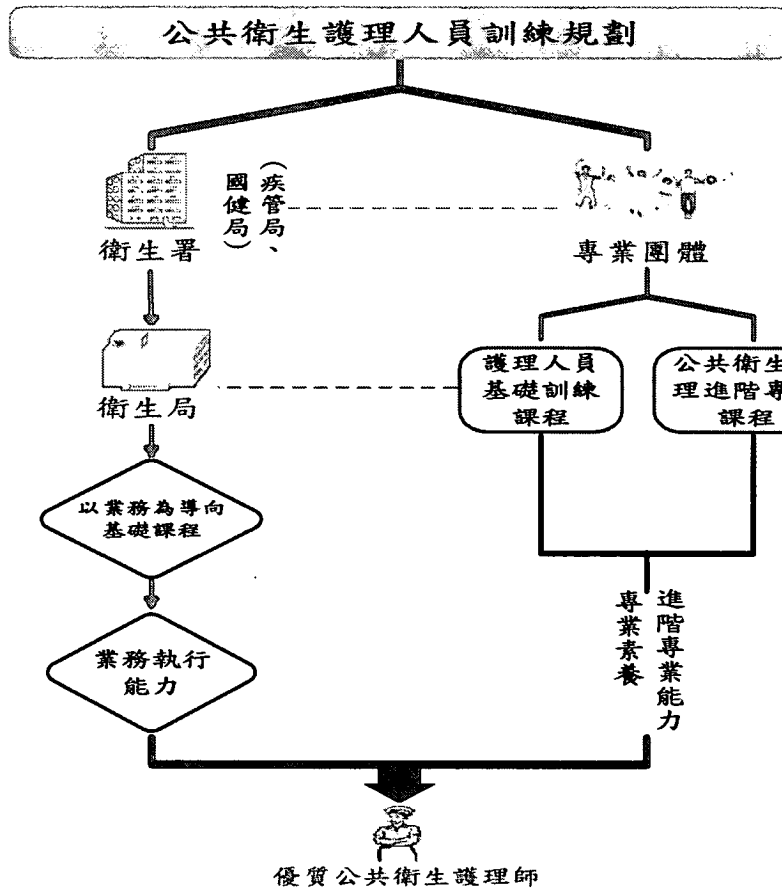 公共衛生護理人員訓練規劃
（疾管局、
國健局）
衛生署
專業團體
衛生局
護理人員
基礎訓練
課程
公共衛生
理進階專
課程
以業務為導向
基礎課程
業務執行
能力
進階專業能力
專業素養
優質公共衛生護理師